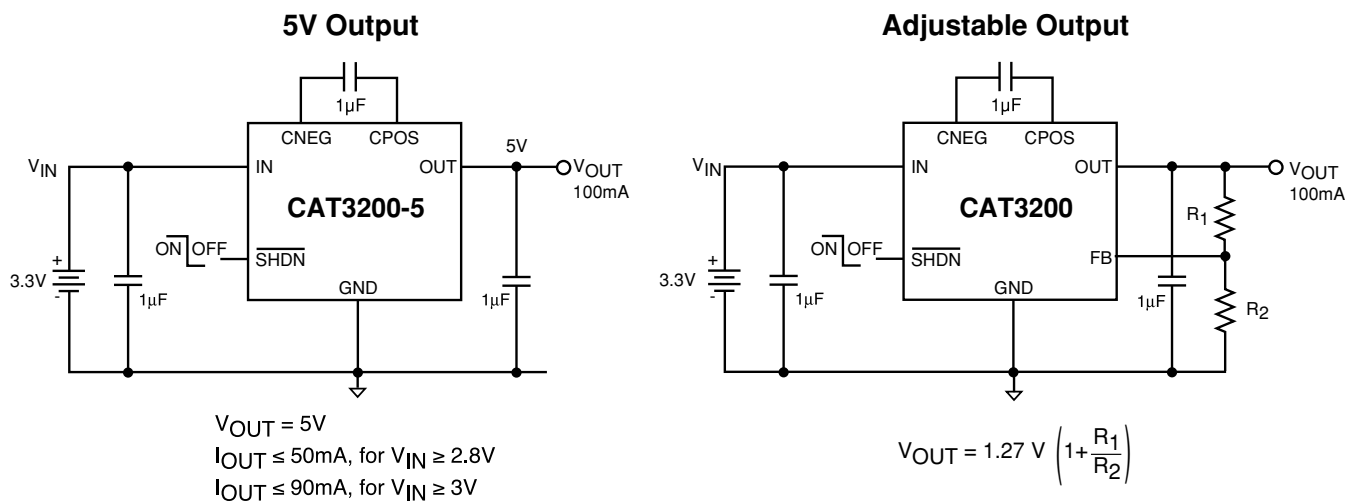 5V Output
1µF
CNEG CPOS
VIN
IN
OUT
5V
VOUT
100mA
CAT3200-5
ON OFF
SHDN
3.3V
+
-
1µF
GND
1µF
VOUT = 5V
IOUT ≤ 50mA, for VIN ≥ 2.8V
IOUT ≤ 90mA, for VIN ≥ 3V
Adjustable Output
1µF
CNEG CPOS
VIN
IN
OUT
VOUT
100mA
CAT3200
R1
ON OFF
SHDN
FB
3.3V
+
-
1µF
GND
1µF
R2
VOUT = 1.27 V (1+R1/R2)